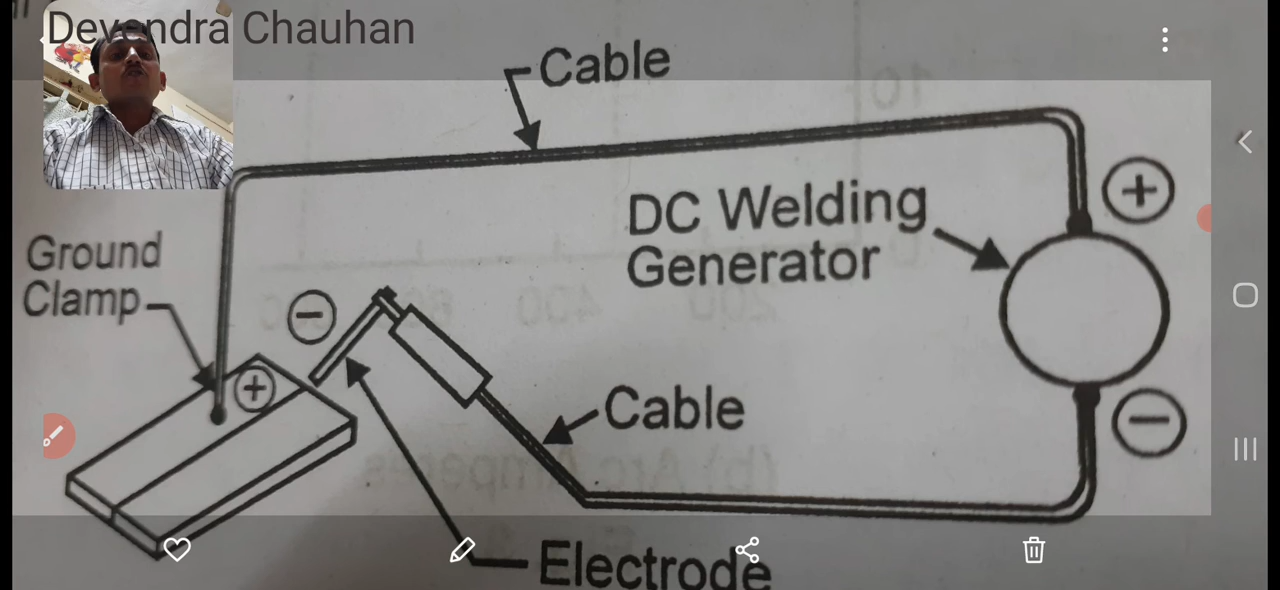 Devendra Chauhan
Cable
DC Welding
Generator
+
Ground
Clamp
−
+
Cable
−
Electrode